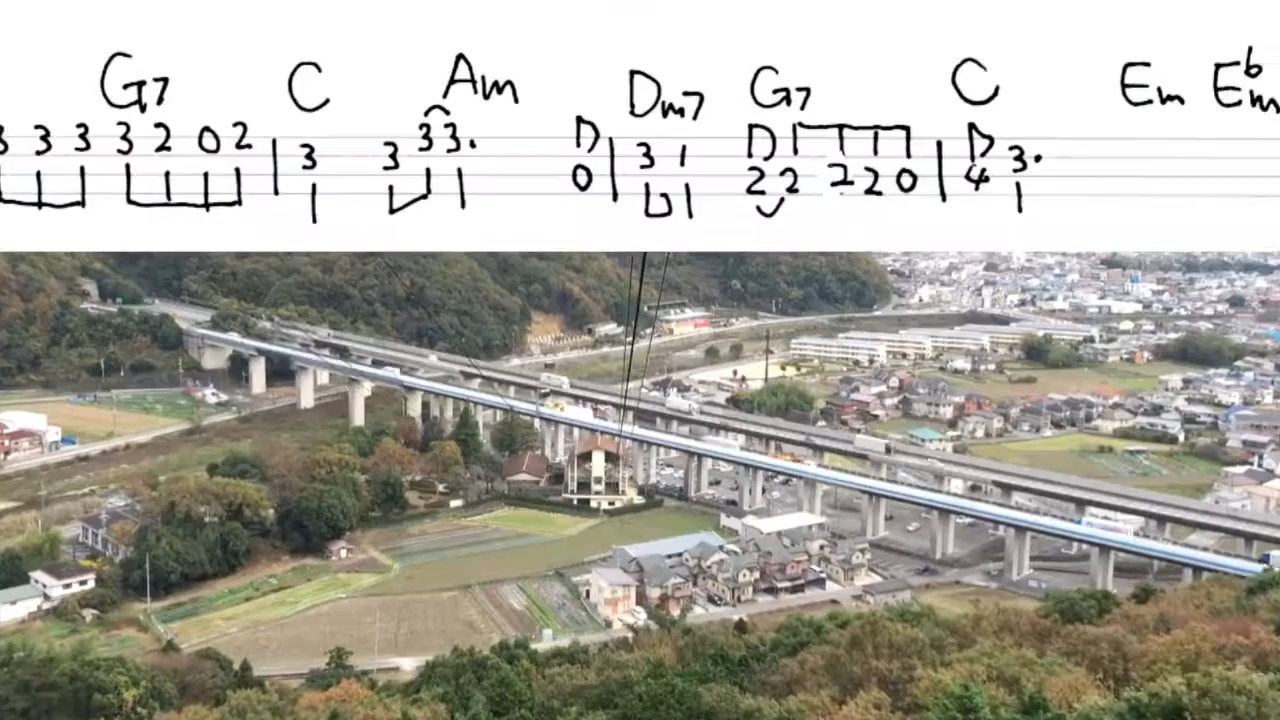 G7 C Am Dm7 G7 C Em E♭m
3 3 3 3 2 0 2 | 3 3 3 3. D 0 | 3 1 D 2 2 2 2 0 | D 4 3.